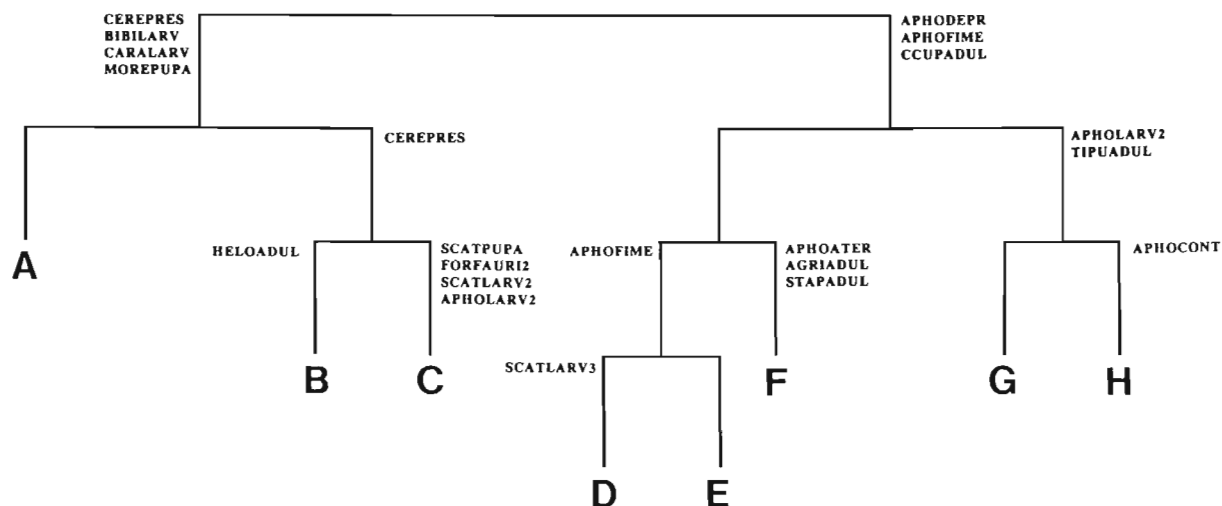 CEREPRES
BIBILARV
CARALARV
MOREPUPA
APHODEPR
APHOFIME
CCUPADUL
CEREPRES
APHOLARV2
TIPUADUL
A
HELOADUL
SCATPUPA
FORFAURI2
SCATLARV2
APHOLARV2
APHOFIME
APHOATER
AGRIADUL
STAPADUL
APHOCONT
B
C
SCATLARV3
F
G
H
D
E